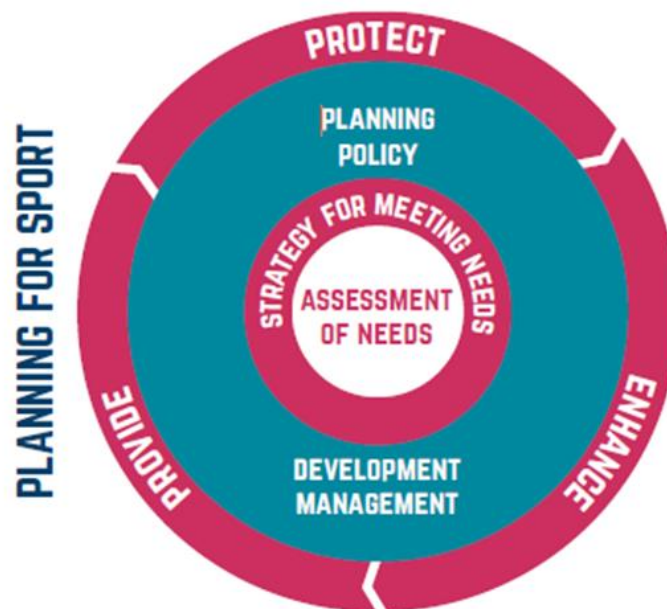 PLANNING FOR SPORT
PROTECT
PLANNING
POLICY
STRATEGY FOR MEETING NEEDS
ASSESSMENT
OF NEEDS
PROVIDE
ENHANCE
DEVELOPMENT
MANAGEMENT